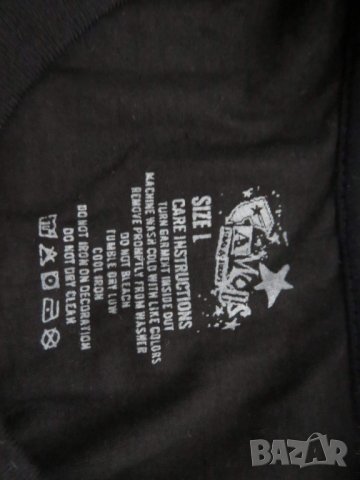 FAMOUS
SIZE L
CARE INSTRUCTIONS
TURN GARMENT INSIDE OUT
MACHINE WASH COLD WITH LIKE COLORS
REMOVE PROMPTLY FROM WASHER
DO NOT BLEACH
TUMBLE DRY LOW
COOL IRON
DO NOT IRON ON DECORATION
DO NOT DRY CLEAN
BAZAR
bg